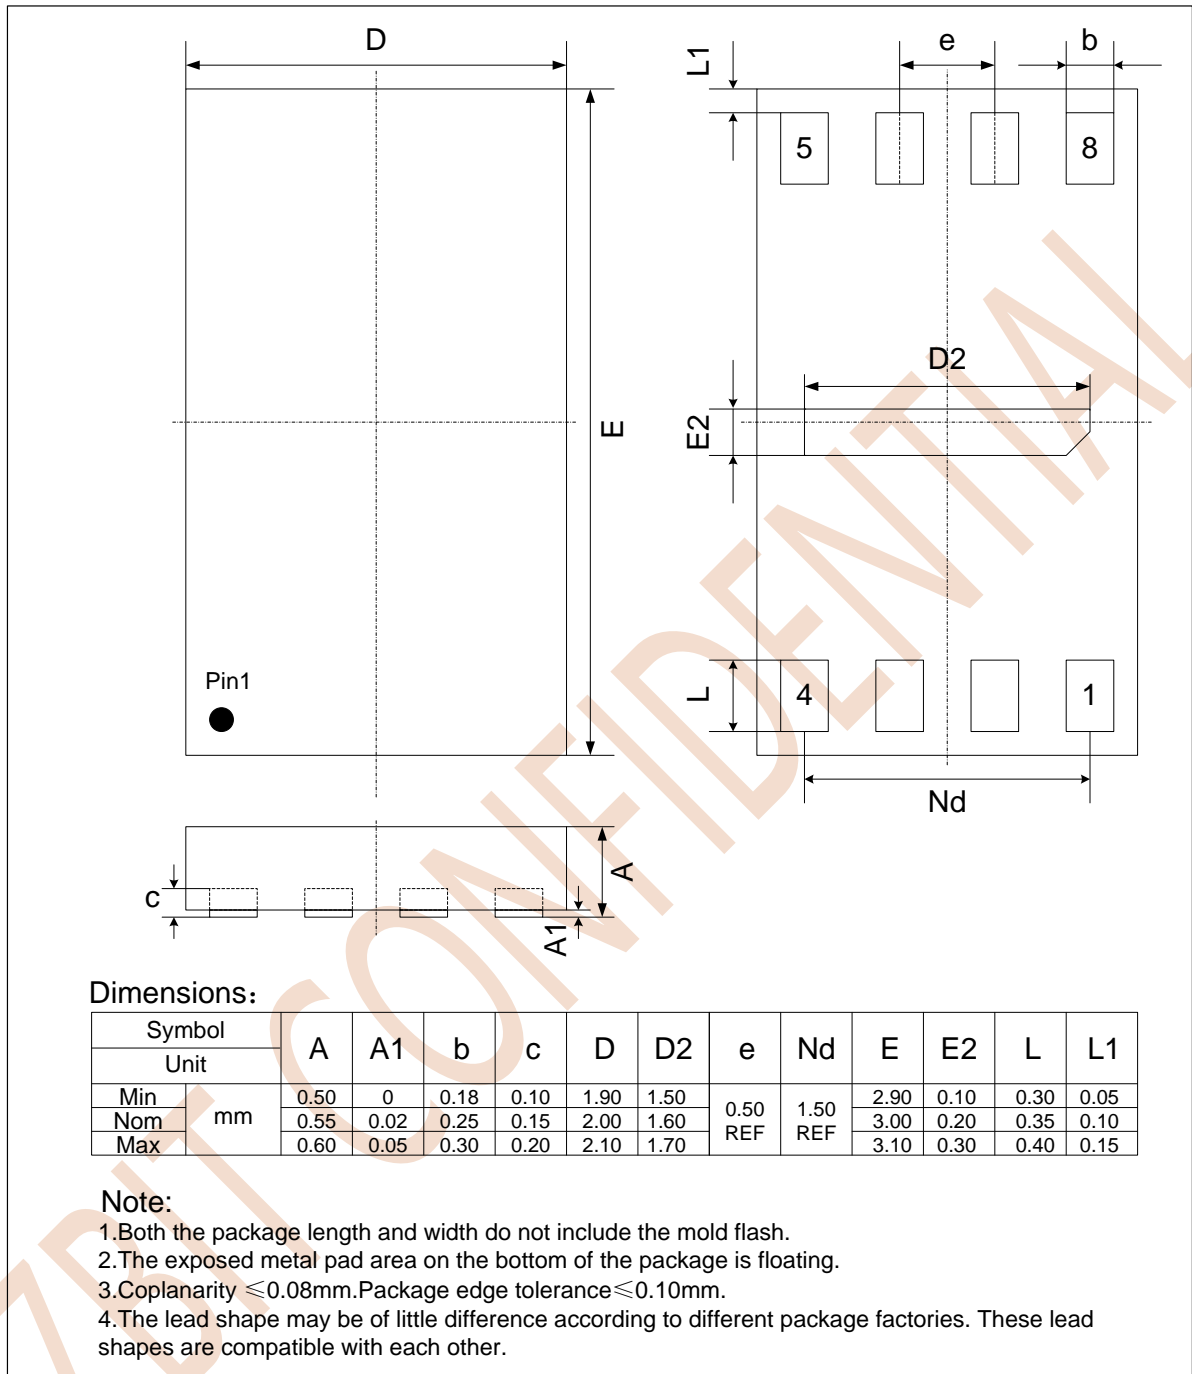 D
e
b
L1
5
8
D2
E2
E
Pin1
L
4
1
Nd
c
A
A1
Dimensions：
Symbol A A1 b c D D2 e Nd E E2 L L1
Unit
Min mm 0.50 0 0.18 0.10 1.90 1.50 0.50 REF 1.50 REF 2.90 0.10 0.30 0.05
Nom 0.55 0.02 0.25 0.15 2.00 1.60 3.00 0.20 0.35 0.10
Max 0.60 0.05 0.30 0.20 2.10 1.70 3.10 0.30 0.40 0.15
Note:
1.Both the package length and width do not include the mold flash.
2.The exposed metal pad area on the bottom of the package is floating.
3.Coplanarity ≤0.08mm.Package edge tolerance≤0.10mm.
4.The lead shape may be of little difference according to different package factories. These lead
shapes are compatible with each other.
ZBIT CONFIDENTIAL